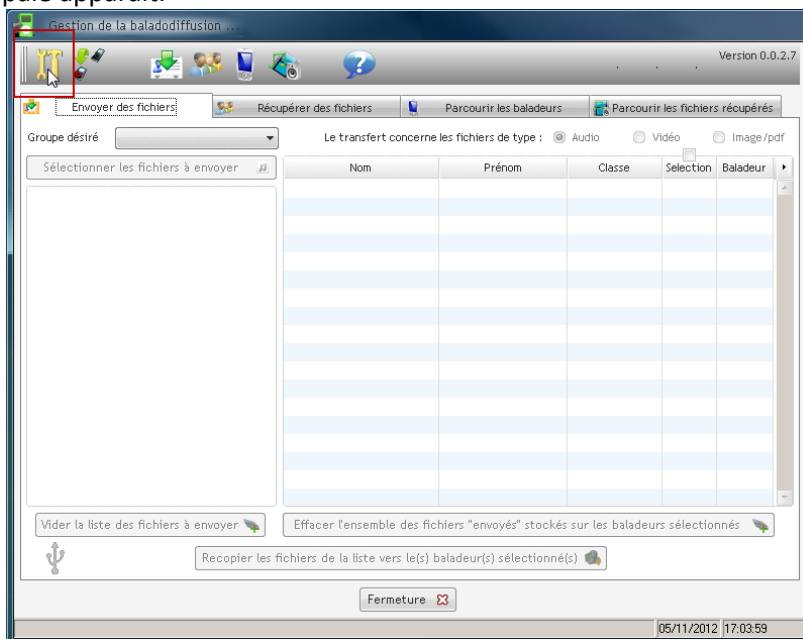 puis apparaît.
Gestion de la baladodiffusion ...
Version 0.0.2.7
Envoyer des fichiers
Récupérer des fichiers
Parcourir les baladeurs
Parcourir les fichiers récupérés
Groupe désiré
Le transfert concerne les fichiers de type :
Audio
Vidéo
Image/pdf
Sélectionner les fichiers à envoyer
Nom
Prénom
Classe
Selection
Baladeur
Vider la liste des fichiers à envoyer
Effacer l'ensemble des fichiers "envoyés" stockés sur les baladeurs sélectionnés
Recopier les fichiers de la liste vers le(s) baladeur(s) sélectionné(s)
Fermeture
05/11/2012
17:03:59